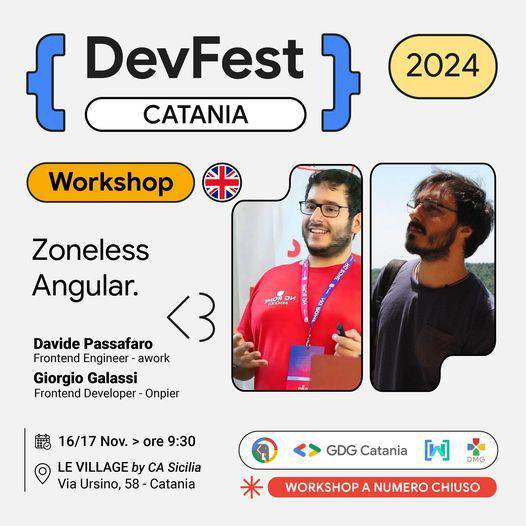 DevFest
CATANIA
2024
Workshop
Zoneless
Angular.
Davide Passafaro
Frontend Engineer - awork
Giorgio Galassi
Frontend Developer - Onpier
16/17 Nov. > ore 9:30
LE VILLAGE by CA Sicilia
Via Ursino, 58 - Catania
GDG Catania
[W]
DMG
WORKSHOP A NUMERO CHIUSO